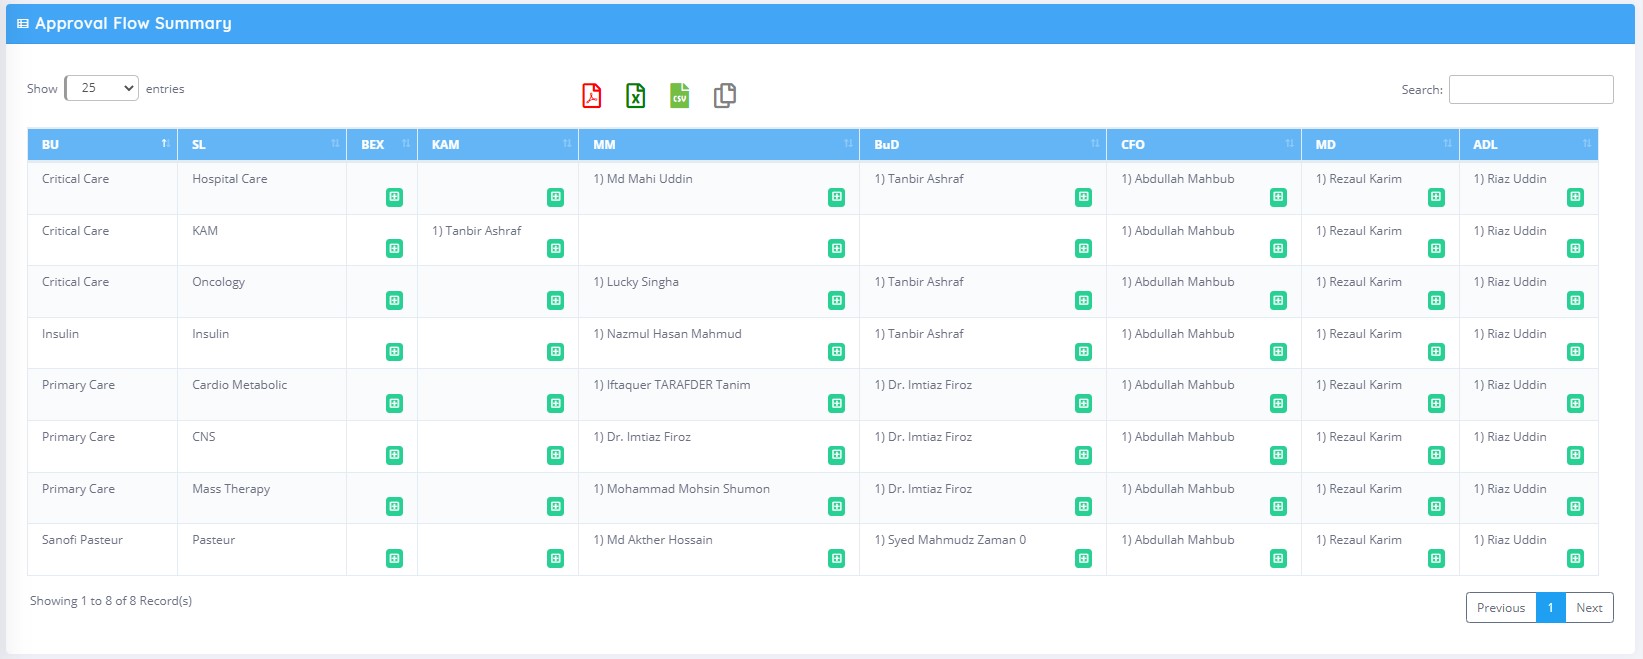 Approval Flow Summary
Show 25 entries
CSV
Search:
BU SL BEX KAM MM BuD CFO MD ADL
Critical Care Hospital Care 1) Md Mahi Uddin 1) Tanbir Ashraf 1) Abdullah Mahbub 1) Rezaul Karim 1) Riaz Uddin
Critical Care KAM 1) Tanbir Ashraf 1) Abdullah Mahbub 1) Rezaul Karim 1) Riaz Uddin
Critical Care Oncology 1) Lucky Singha 1) Tanbir Ashraf 1) Abdullah Mahbub 1) Rezaul Karim 1) Riaz Uddin
Insulin Insulin 1) Nazmul Hasan Mahmud 1) Tanbir Ashraf 1) Abdullah Mahbub 1) Rezaul Karim 1) Riaz Uddin
Primary Care Cardio Metabolic 1) Iftaquer TARAFDER Tanim 1) Dr. Imtiaz Firoz 1) Abdullah Mahbub 1) Rezaul Karim 1) Riaz Uddin
Primary Care CNS 1) Dr. Imtiaz Firoz 1) Dr. Imtiaz Firoz 1) Abdullah Mahbub 1) Rezaul Karim 1) Riaz Uddin
Primary Care Mass Therapy 1) Mohammad Mohsin Shumon 1) Dr. Imtiaz Firoz 1) Abdullah Mahbub 1) Rezaul Karim 1) Riaz Uddin
Sanofi Pasteur Pasteur 1) Md Akther Hossain 1) Syed Mahmudz Zaman 0 1) Abdullah Mahbub 1) Rezaul Karim 1) Riaz Uddin
Showing 1 to 8 of 8 Record(s)
Previous 1 Next